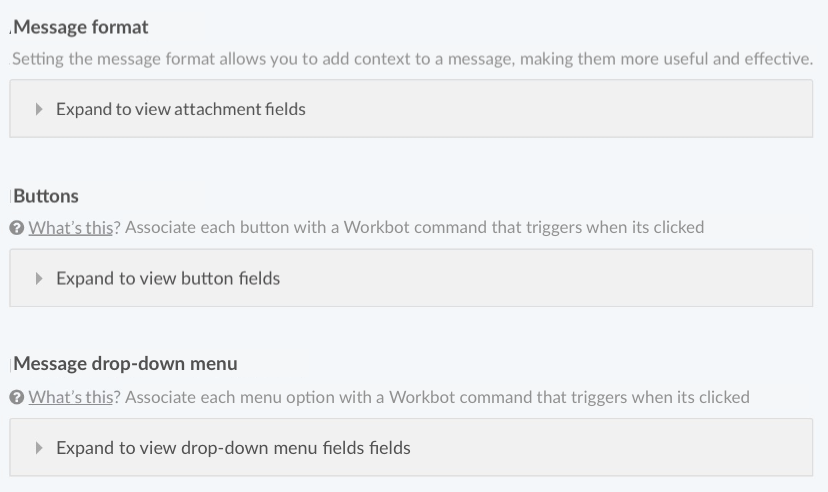 Message format
Setting the message format allows you to add context to a message, making them more useful and effective.
Expand to view attachment fields
Buttons
What's this? Associate each button with a Workbot command that triggers when its clicked
Expand to view button fields
Message drop-down menu
What's this? Associate each menu option with a Workbot command that triggers when its clicked
Expand to view drop-down menu fields fields